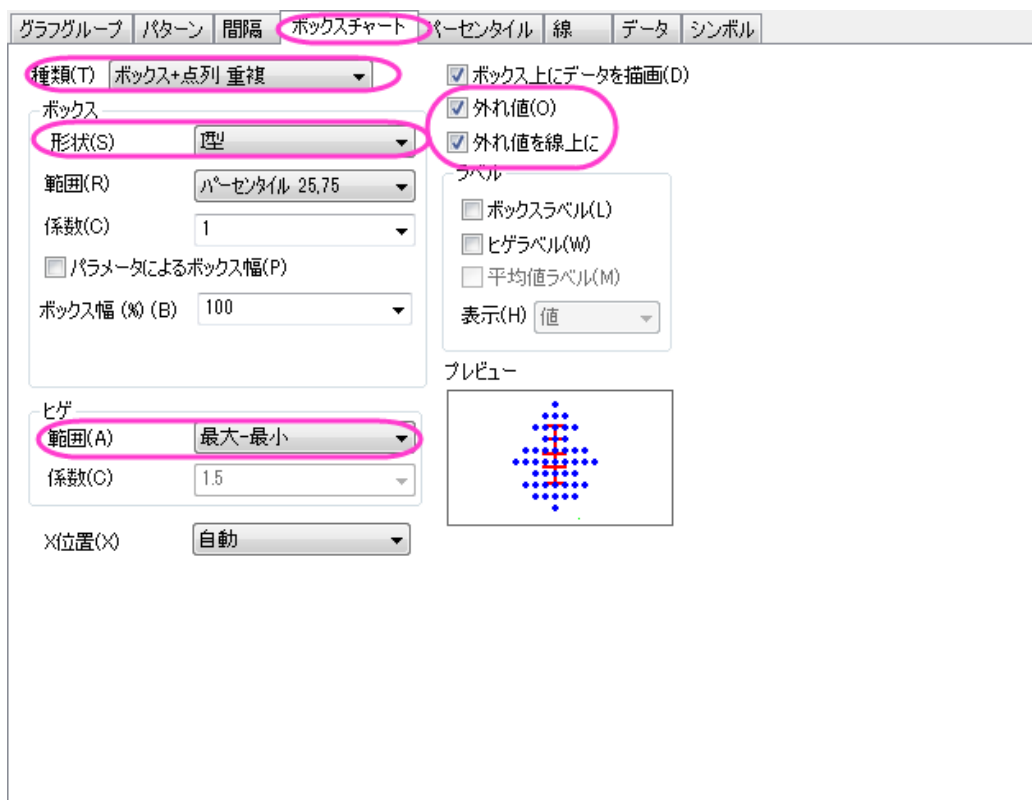 グラフグループ パターン 間隔 ボックスチャート パーセンタイル 線 データ シンボル
種類(T) ボックス+点列 重複
ボックス
形状(S) I型
範囲(R) パーセンタイル 25,75
係数(C) 1
パラメータによるボックス幅(P)
ボックス幅 (%) (B) 100
ヒゲ
範囲(A) 最大-最小
係数(C) 1.5
X位置(X) 自動
ボックス上にデータを描画(D)
外れ値(O)
外れ値を線上に
ラベル
ボックスラベル(L)
ヒゲラベル(W)
平均値ラベル(M)
表示(H) 値
プレビュー